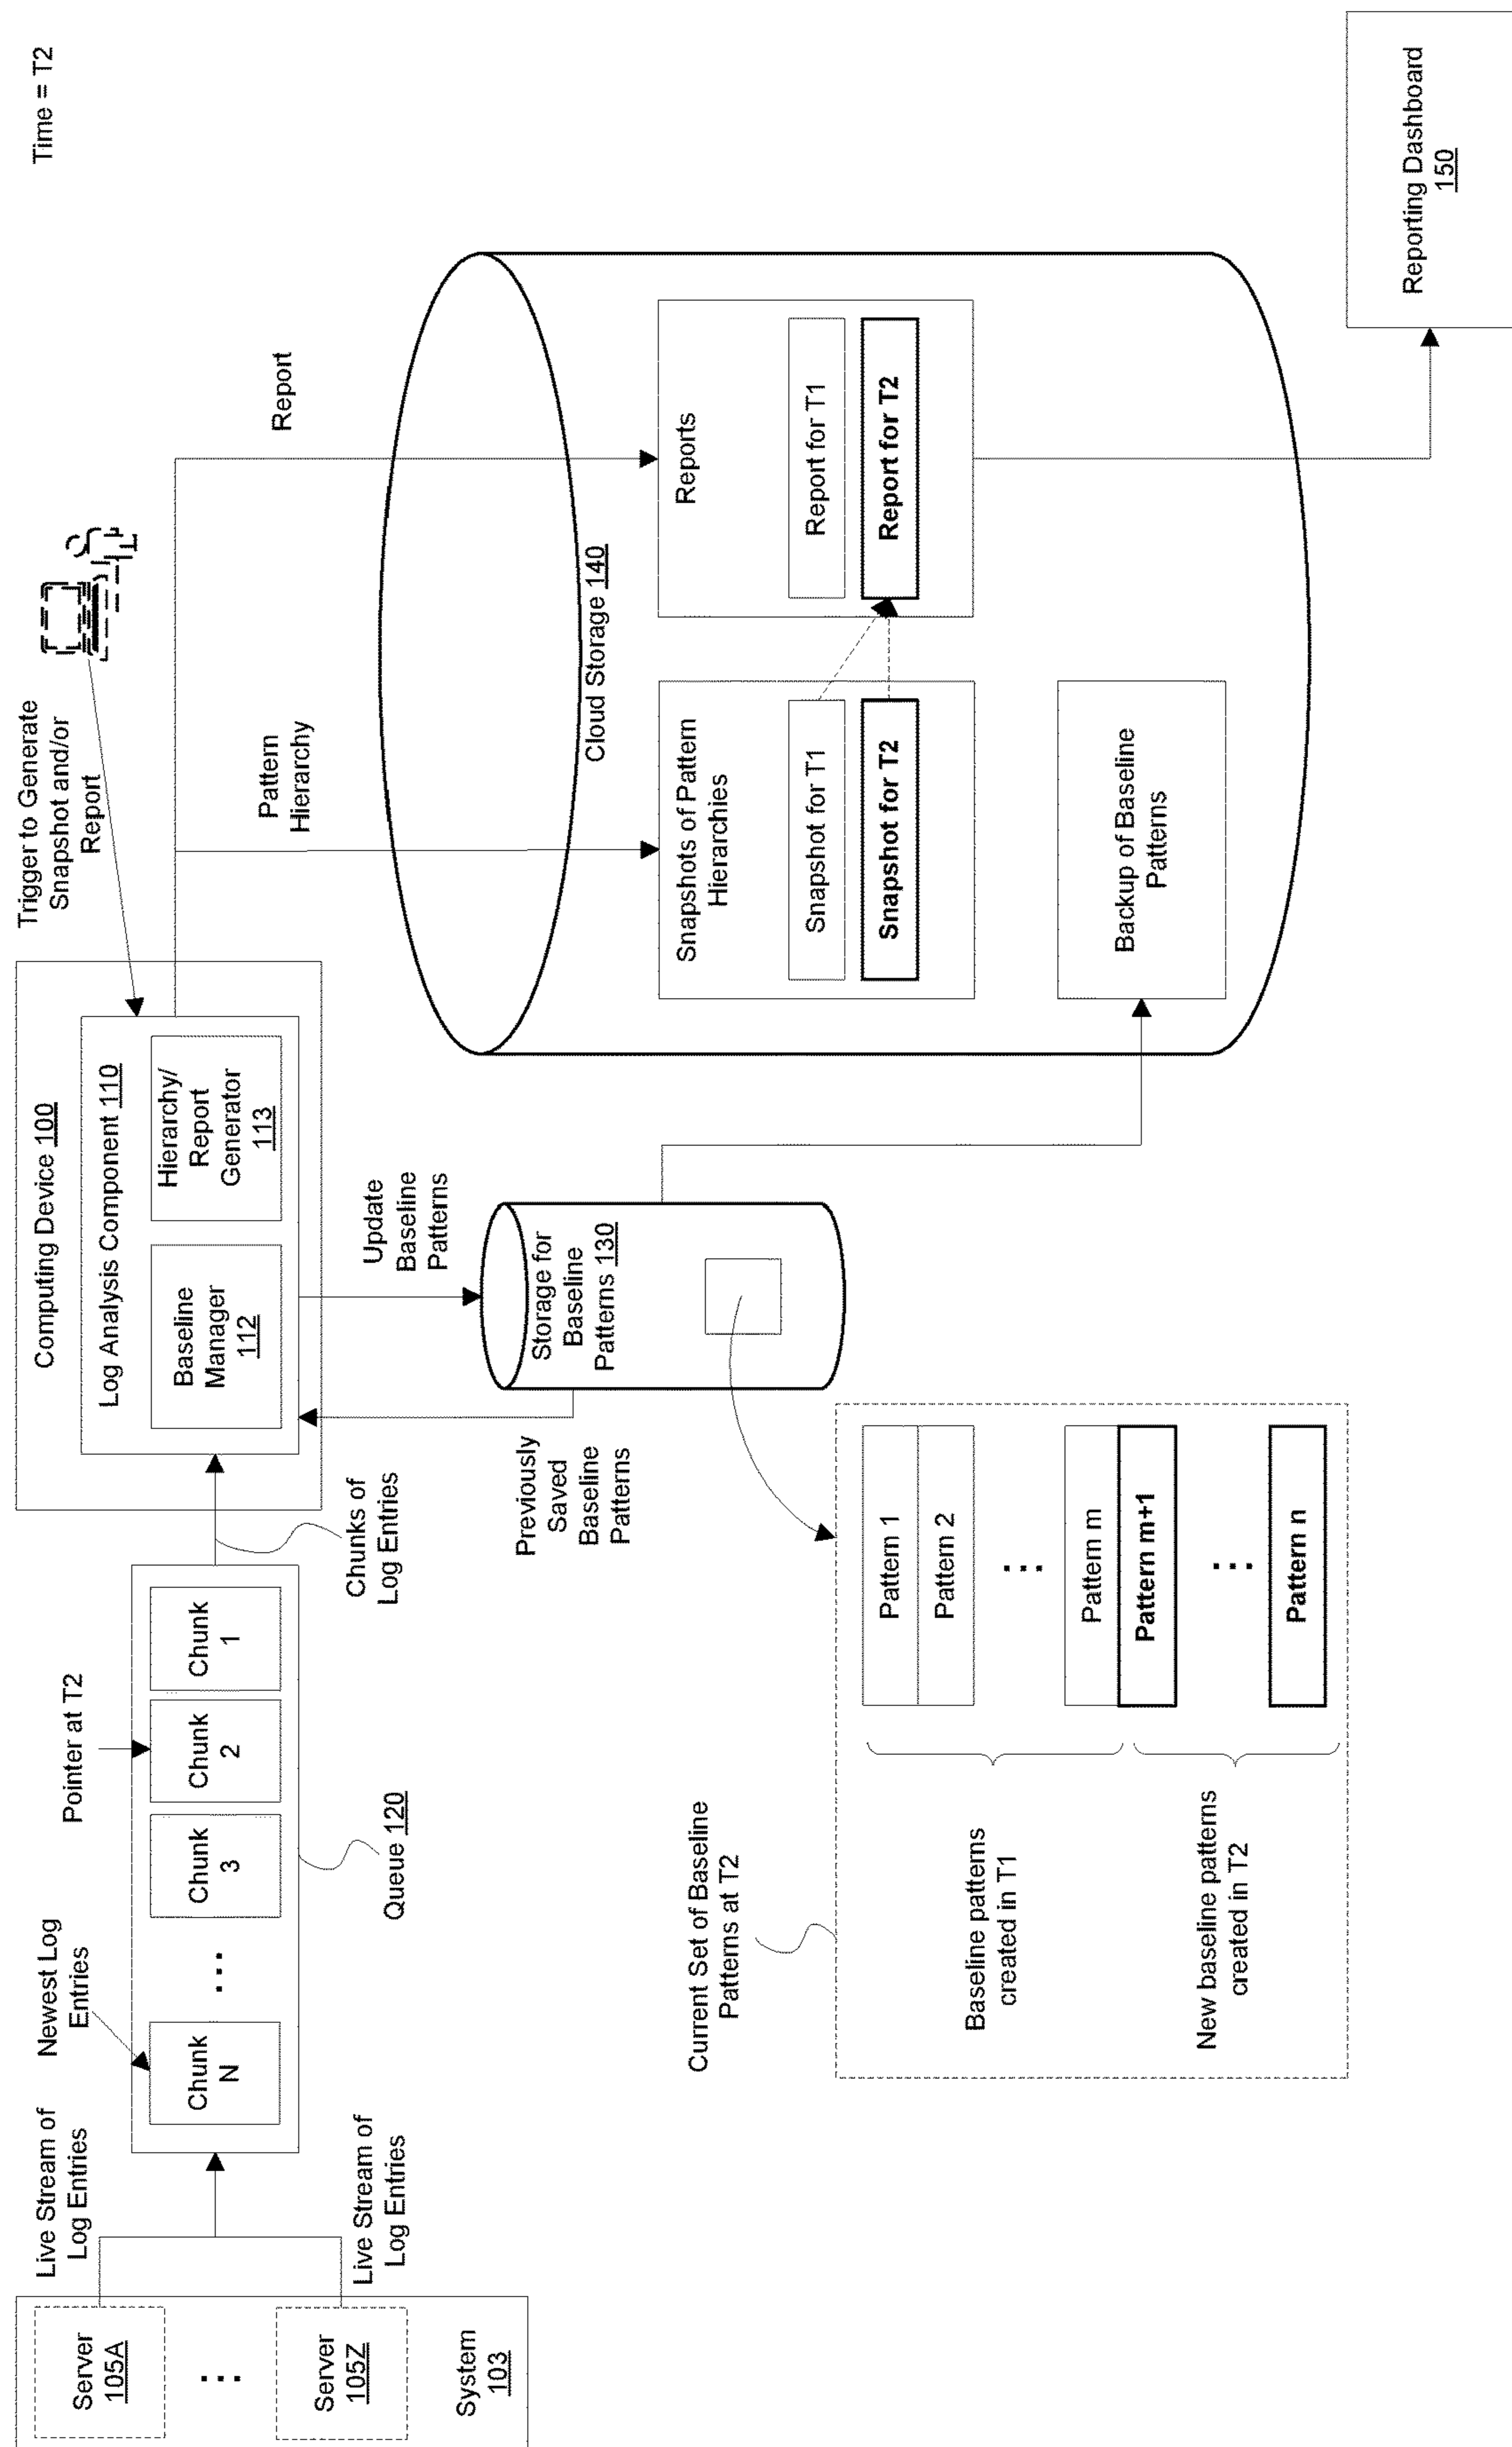 Time = T2
Server
105A
...
Server
105Z
System
103
Live Stream of
Log Entries
Live Stream of
Log Entries
Newest Log
Entries
Chunk
N
...
Chunk
3
Chunk
2
Chunk
1
Pointer at T2
Queue 120
Chunks of
Log Entries
Computing Device 100
Log Analysis Component 110
Baseline
Manager
112
Hierarchy/
Report
Generator
113
Trigger to Generate
Snapshot and/or
Report
Previously
Saved
Baseline
Patterns
Update
Baseline
Patterns
Storage for
Baseline
Patterns 130
Pattern
Hierarchy
Report
Cloud Storage 140
Snapshots of Pattern
Hierarchies
Snapshot for T1
Snapshot for T2
Reports
Report for T1
Report for T2
Backup of Baseline
Patterns
Reporting Dashboard
150
Current Set of Baseline
Patterns at T2
Baseline patterns
created in T1
New baseline patterns
created in T2
Pattern 1
Pattern 2
...
Pattern m
Pattern m+1
...
Pattern n